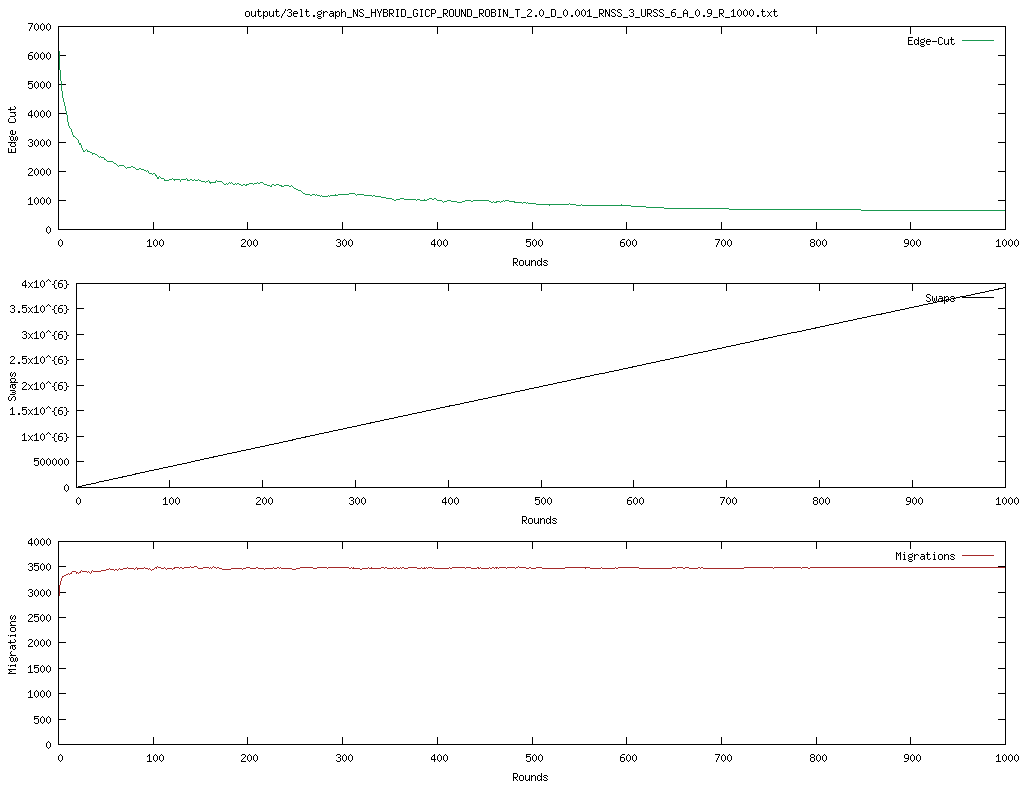 output/3elt.graph_NS_HYBRID_GICP_ROUND_ROBIN_T_2.0_D_0.001_RNSS_3_URSS_6_A_0.9_R_1000.txt
7000
6000
5000
4000
3000
2000
1000
0
Edge Cut
Edge-Cut
0 100 200 300 400 500 600 700 800 900 1000
Rounds
4x10^{6}
3.5x10^{6}
3x10^{6}
2.5x10^{6}
2x10^{6}
1.5x10^{6}
1x10^{6}
500000
0
Swaps
Swaps
0 100 200 300 400 500 600 700 800 900 1000
Rounds
4000
3500
3000
2500
2000
1500
1000
500
0
Migrations
Migrations
0 100 200 300 400 500 600 700 800 900 1000
Rounds